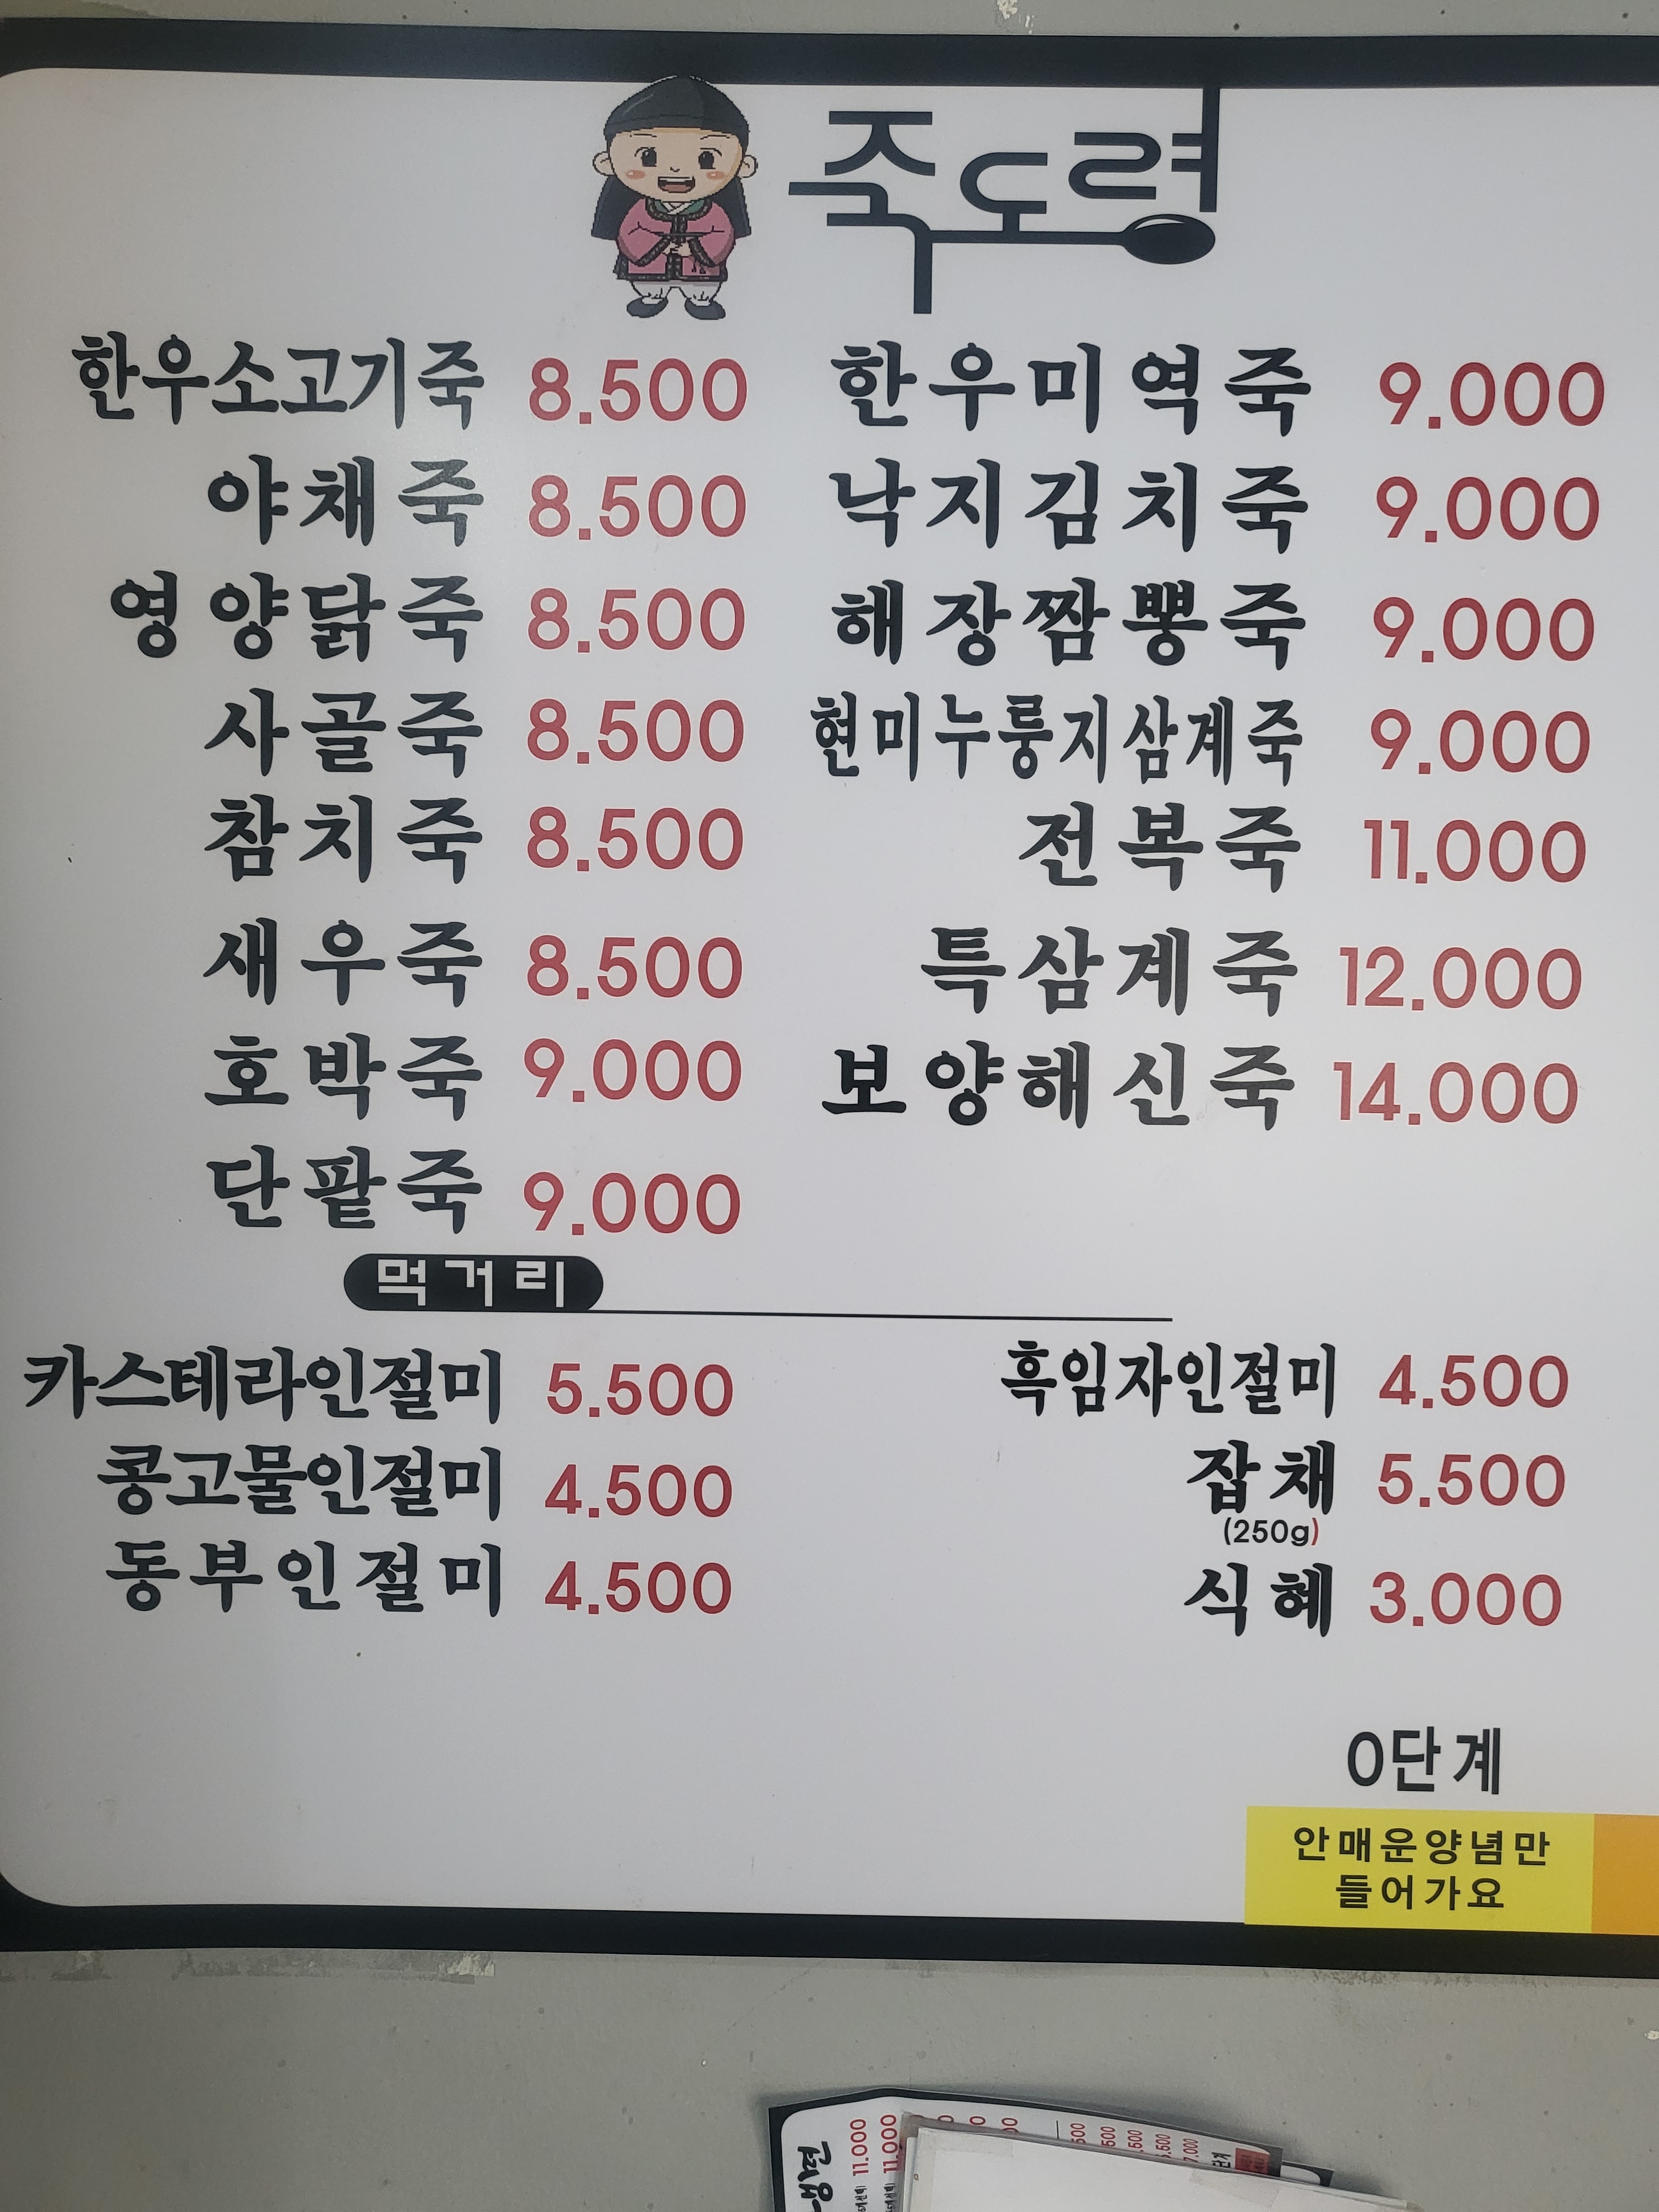 죽도령
한우소고기죽 8.500
야채죽 8.500
영양닭죽 8.500
사골죽 8.500
참치죽 8.500
새우죽 8.500
호박죽 9.000
단팥죽 9.000
한우미역죽 9.000
낙지김치죽 9.000
해장짬뽕죽 9.000
현미누룽지삼계죽 9.000
전복죽 11.000
특삼계죽 12.000
보양해신죽 14.000
먹거리
카스테라인절미 5.500
콩고물인절미 4.500
동부인절미 4.500
흑임자인절미 4.500
잡채 5.500
(250g)
식혜 3.000
0단계
안매운양념만
들어가요
11.000
11.000
7.000